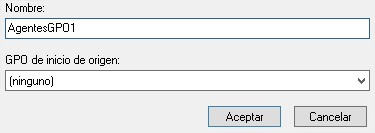 Nombre:
AgentesGPO1
GPO de inicio de origen:
(ninguno)
Aceptar
Cancelar